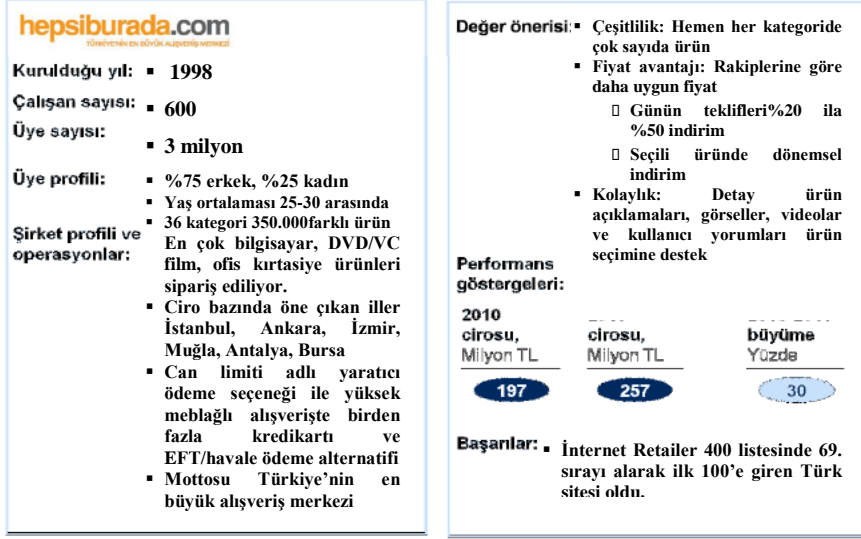 hepsiburada.com
TÜRKİYE'NİN EN BÜYÜK ALIŞVERİŞ MERKEZİ
Kurulduğu yıl: ▪ 1998
Çalışan sayısı: ▪ 600
Üye sayısı:
▪ 3 milyon
Üye profili: ▪ %75 erkek, %25 kadın
▪ Yaş ortalaması 25-30 arasında
Şirket profili ve operasyonlar:
▪ 36 kategori 350.000farklı ürün
En çok bilgisayar, DVD/VC
film, ofis kırtasiye ürünleri
sipariş ediliyor.
▪ Ciro bazında öne çıkan iller
İstanbul, Ankara, İzmir,
Muğla, Antalya, Bursa
▪ Can limiti adlı yaratıcı
ödeme seçeneği ile yüksek
meblağlı alışverişte birden
fazla kredikartı ve
EFT/havale ödeme alternatifi
▪ Mottosu Türkiye'nin en
büyük alışveriş merkezi
Değer önerisi: ▪ Çeşitlilik: Hemen her kategoride
çok sayıda ürün
▪ Fiyat avantajı: Rakiplerine göre
daha uygun fiyat
▯ Günün teklifleri%20 ila
%50 indirim
▯ Seçili üründe dönemsel
indirim
▪ Kolaylık: Detay ürün
açıklamaları, görseller, videolar
ve kullanıcı yorumları ürün
seçimine destek
Performans
göstergeleri:
2010
cirosu, cirosu, büyüme
Milyon TL Milyon TL Yüzde
197 257 30
Başarılar: ▪ İnternet Retailer 400 listesinde 69.
sırayı alarak ilk 100'e giren Türk
sitesi oldu.